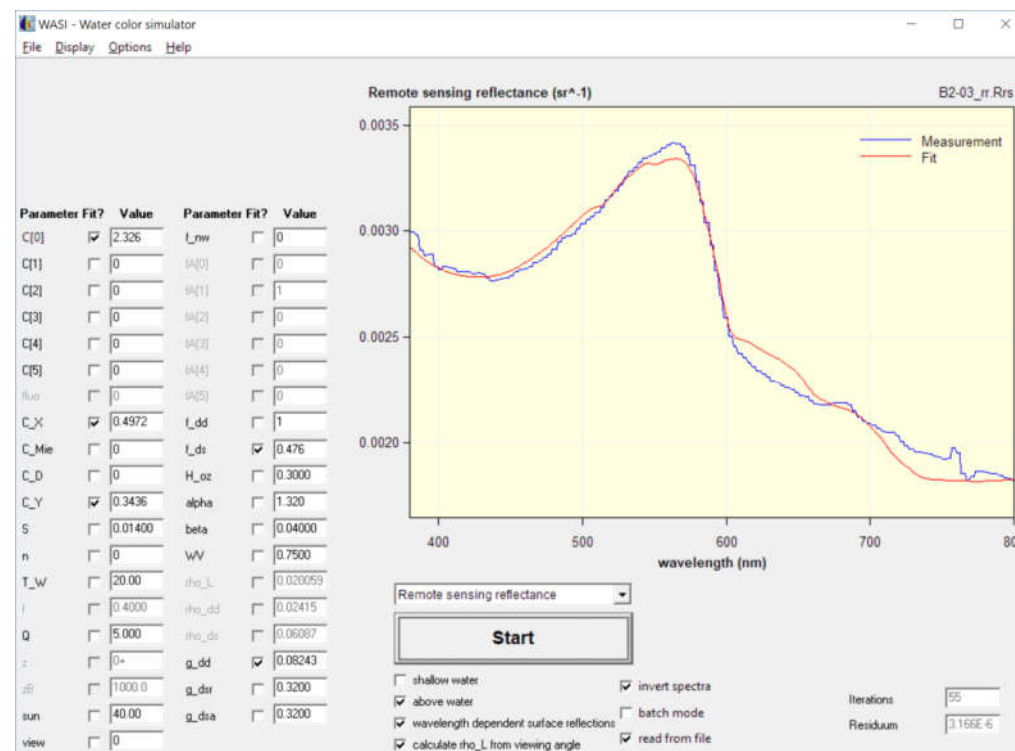 WASI - Water color simulator
File Display Options Help
Remote sensing reflectance (sr^-1)
B2-03_rr.Rrs
0.0035
0.0030
0.0025
0.0020
Measurement
Fit
400 500 600 700 80
wavelength (nm)
Parameter Fit? Value Parameter Fit? Value
C[0] 2.326 f_nw 0
C[1] 0 fA[0] 0
C[2] 0 fA[1] 1
C[3] 0 fA[2] 0
C[4] 0 fA[3] 0
C[5] 0 fA[4] 0
fluo 0 fA[5] 0
C_X 0.4972 f_dd 1
C_Mie 0 f_ds 0.476
C_D 0 H_oz 0.3000
C_Y 0.3436 alpha 1.320
S 0.01400 beta 0.04000
n 0 WV 0.7500
T_W 20.00 rho_L 0.020059
f 0.4000 rho_dd 0.02415
Q 5.000 rho_ds 0.06087
z 0+ g_dd 0.08243
zB 1000.0 g_dsr 0.3200
sun 40.00 g_dsa 0.3200
view 0
Remote sensing reflectance
Start
shallow water
above water
wavelength dependent surface reflections
calculate rho_L from viewing angle
invert spectra
batch mode
read from file
Iterations 55
Residuum 3.166E-6